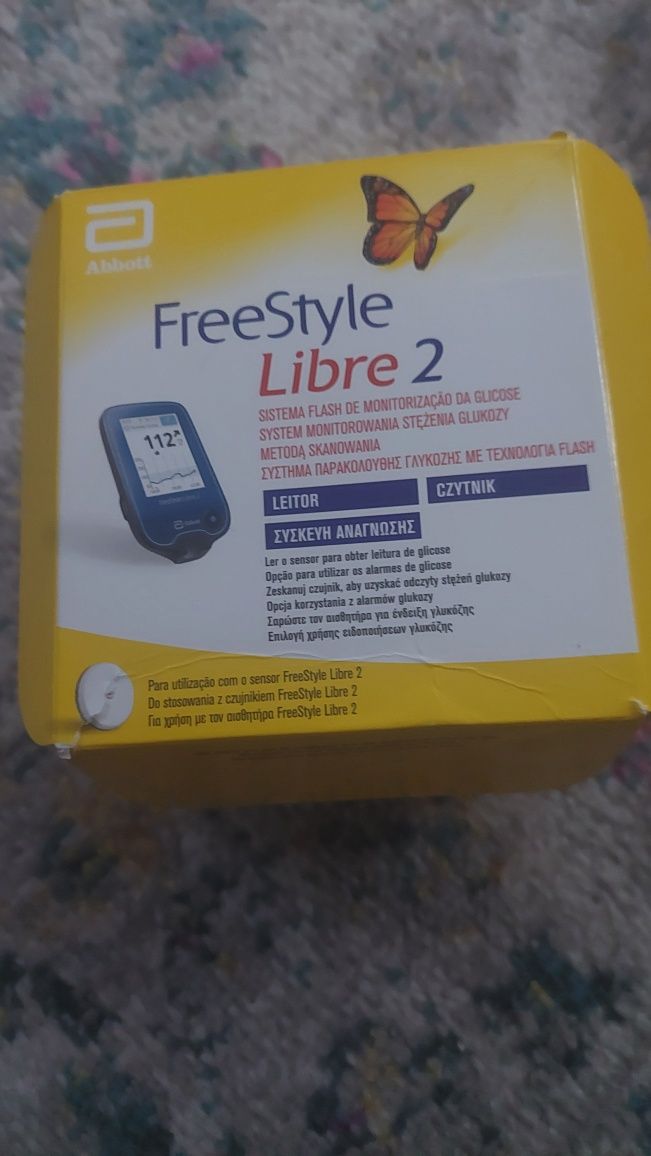 Abbott
FreeStyle
Libre 2
SISTEMA FLASH DE MONITORIZAÇÃO DA GLICOSE
SYSTEM MONITOROWANIA STĘŻENIA GLUKOZY
METODĄ SKANOWANIA
ΣΥΣΤΗΜΑ ΠΑΡΑΚΟΛΟΥΘΗΣ ΓΛΥΚΟΖΗΣ ΜΕ ΤΕΧΝΟΛΟΓΙΑ FLASH
LEITOR
CZYTNIK
ΣΥΣΚΕΥΗ ΑΝΑΓΝΩΣΗΣ
112
Abbott
Ler o sensor para obter leitura de glicose
Opção para utilizar os alarmes de glicose
Zeskanuj czujnik, aby uzyskać odczyty stężeń glukozy
Opcja korzystania z alarmów glukozy
Σαρώστε τον αισθητήρα για ένδειξη γλυκόζης
Επιλογή χρήσης ειδοποιήσεων γλυκόζης
Para utilização com o sensor FreeStyle Libre 2
Do stosowania z czujnikiem FreeStyle Libre 2
Για χρήση με τον αισθητήρα FreeStyle Libre 2